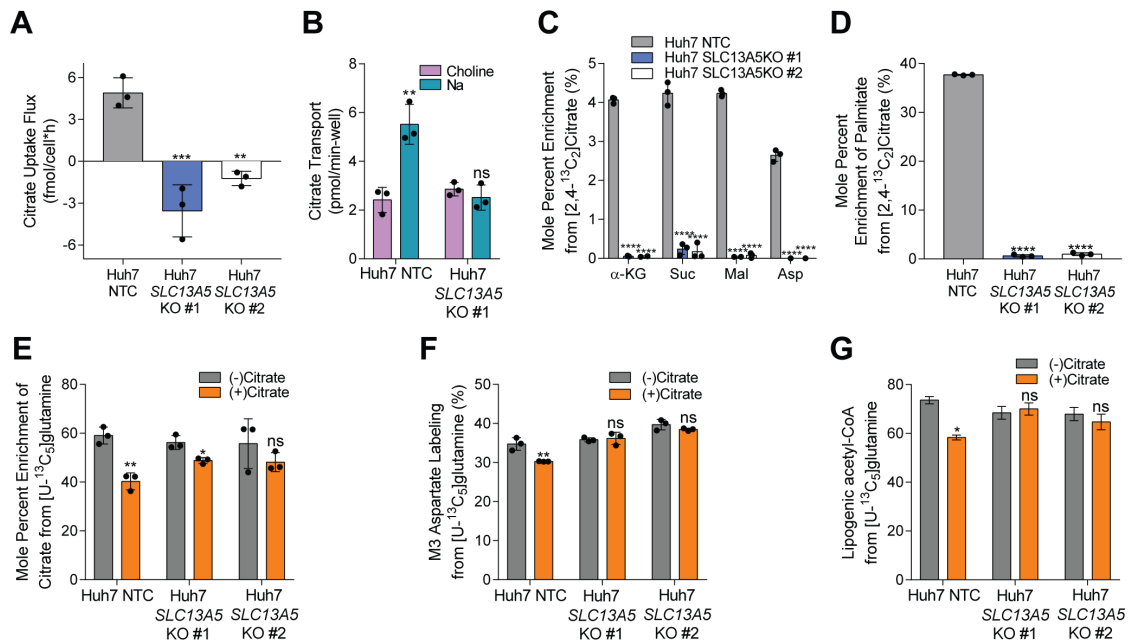 A
Citrate Uptake Flux
(fmol/cell*h)
6
3
0
-3
-6
***
**
Huh7
NTC
Huh7
SLC13A5
KO #1
Huh7
SLC13A5
KO #2
B
Citrate Transport
(pmol/min-well)
8
6
4
2
0
Choline
Na
**
ns
Huh7 NTC
Huh7
SLC13A5
KO #1
C
Huh7 NTC
Huh7 SLC13A5KO #1
Huh7 SLC13A5KO #2
Mole Percent Enrichment
from [2,4-¹³C₂]Citrate (%)
5
4
3
2
1
0
**** ****
**** ****
**** ****
**** ****
α-KG
Suc
Mal
Asp
D
Mole Percent
Enrichment of Palmitate
from [2,4-¹³C₂]Citrate (%)
40
30
20
10
0
****
****
Huh7
NTC
Huh7
SLC13A5
KO #1
Huh7
SLC13A5
KO #2
E
Mole Percent Enrichment of
Citrate from [U-¹³C₅]glutamine
80
60
40
20
0
(-)Citrate
(+)Citrate
**
*
ns
Huh7 NTC
Huh7
SLC13A5
KO #1
Huh7
SLC13A5
KO #2
F
M3 Aspartate Labeling
from [U-¹³C₅]glutamine (%)
50
40
30
20
10
0
(-)Citrate
(+)Citrate
**
ns
ns
Huh7 NTC
Huh7
SLC13A5
KO #1
Huh7
SLC13A5
KO #2
G
Lipogenic acetyl-CoA
from [U-¹³C₅]glutamine
80
60
40
20
0
(-)Citrate
(+)Citrate
*
ns
ns
Huh7 NTC
Huh7
SLC13A5
KO #1
Huh7
SLC13A5
KO #2